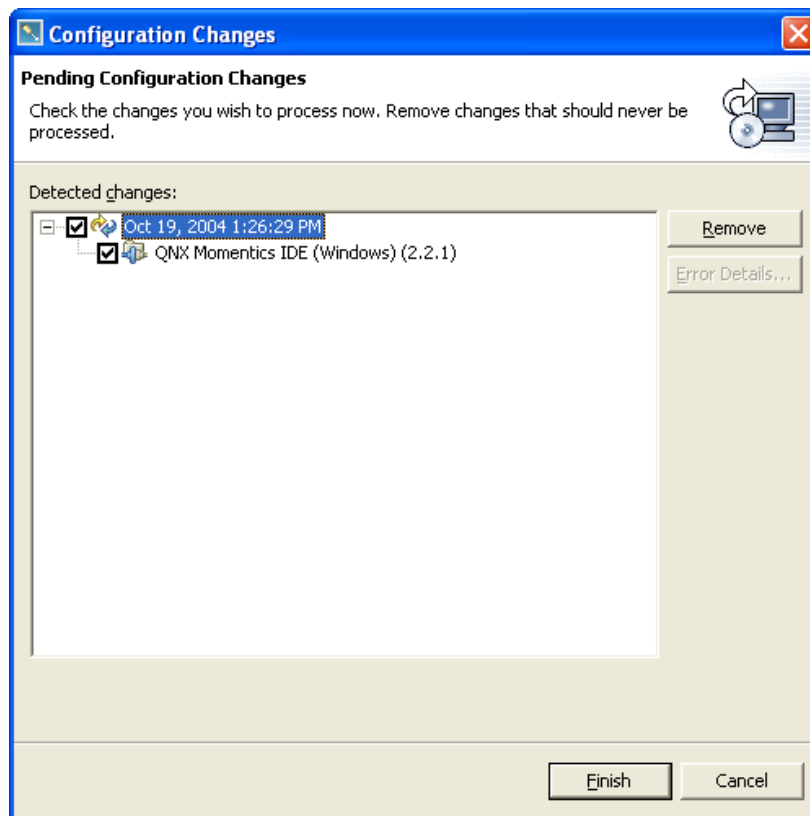 Configuration Changes
Pending Configuration Changes
Check the changes you wish to process now. Remove changes that should never be
processed.
Detected changes:
Oct 19, 2004 1:26:29 PM
QNX Momentics IDE (Windows) (2.2.1)
Remove
Error Details...
Finish
Cancel